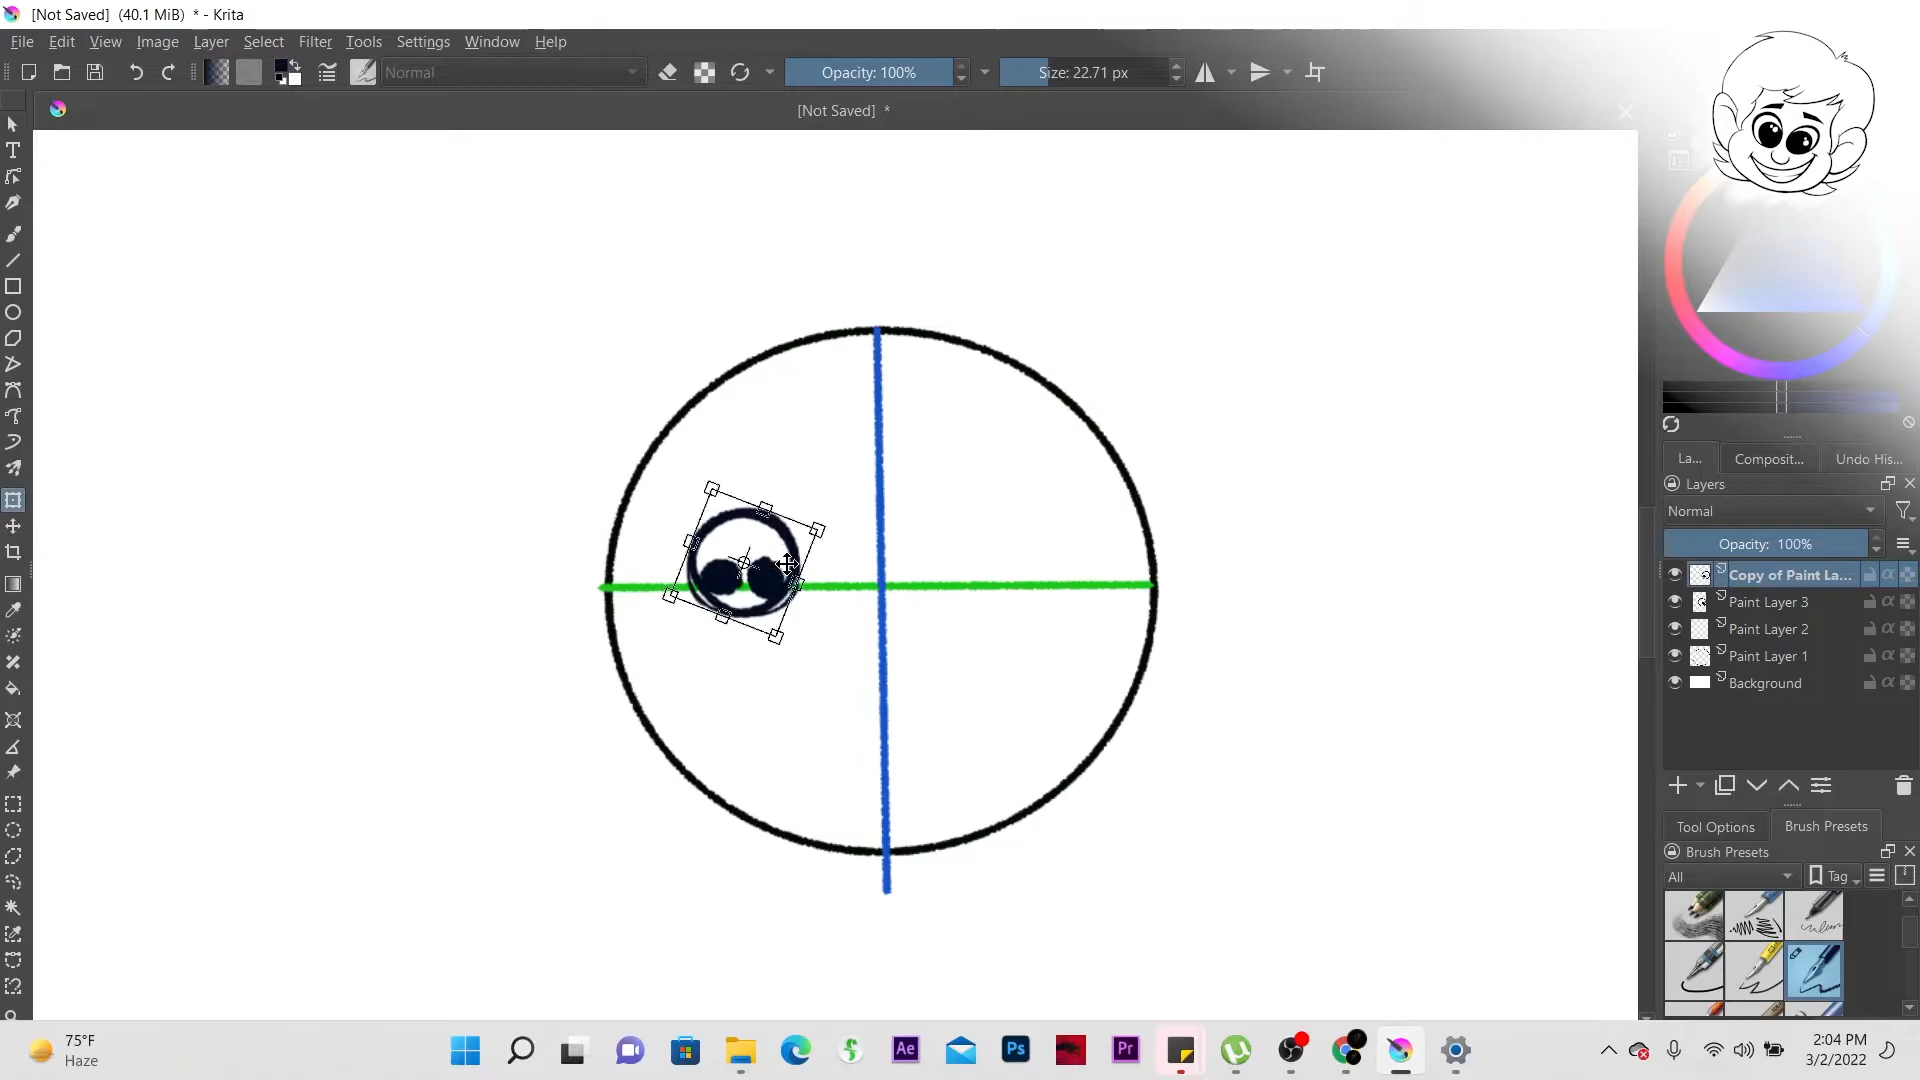 [Not Saved]  (40.1 MiB)  * - Krita
File Edit View Image Layer Select Filter Tools Settings Window Help
Normal
Opacity: 100%
Size: 22.71 px
[Not Saved]  *
La...
Composit...
Undo His...
Layers
Normal
Opacity:  100%
Copy of Paint La...
Paint Layer 3
Paint Layer 2
Paint Layer 1
Background
Tool Options
Brush Presets
Brush Presets
All
Tag
75°F
Haze
Ae
Ps
Pr
2:04 PM
3/2/2022